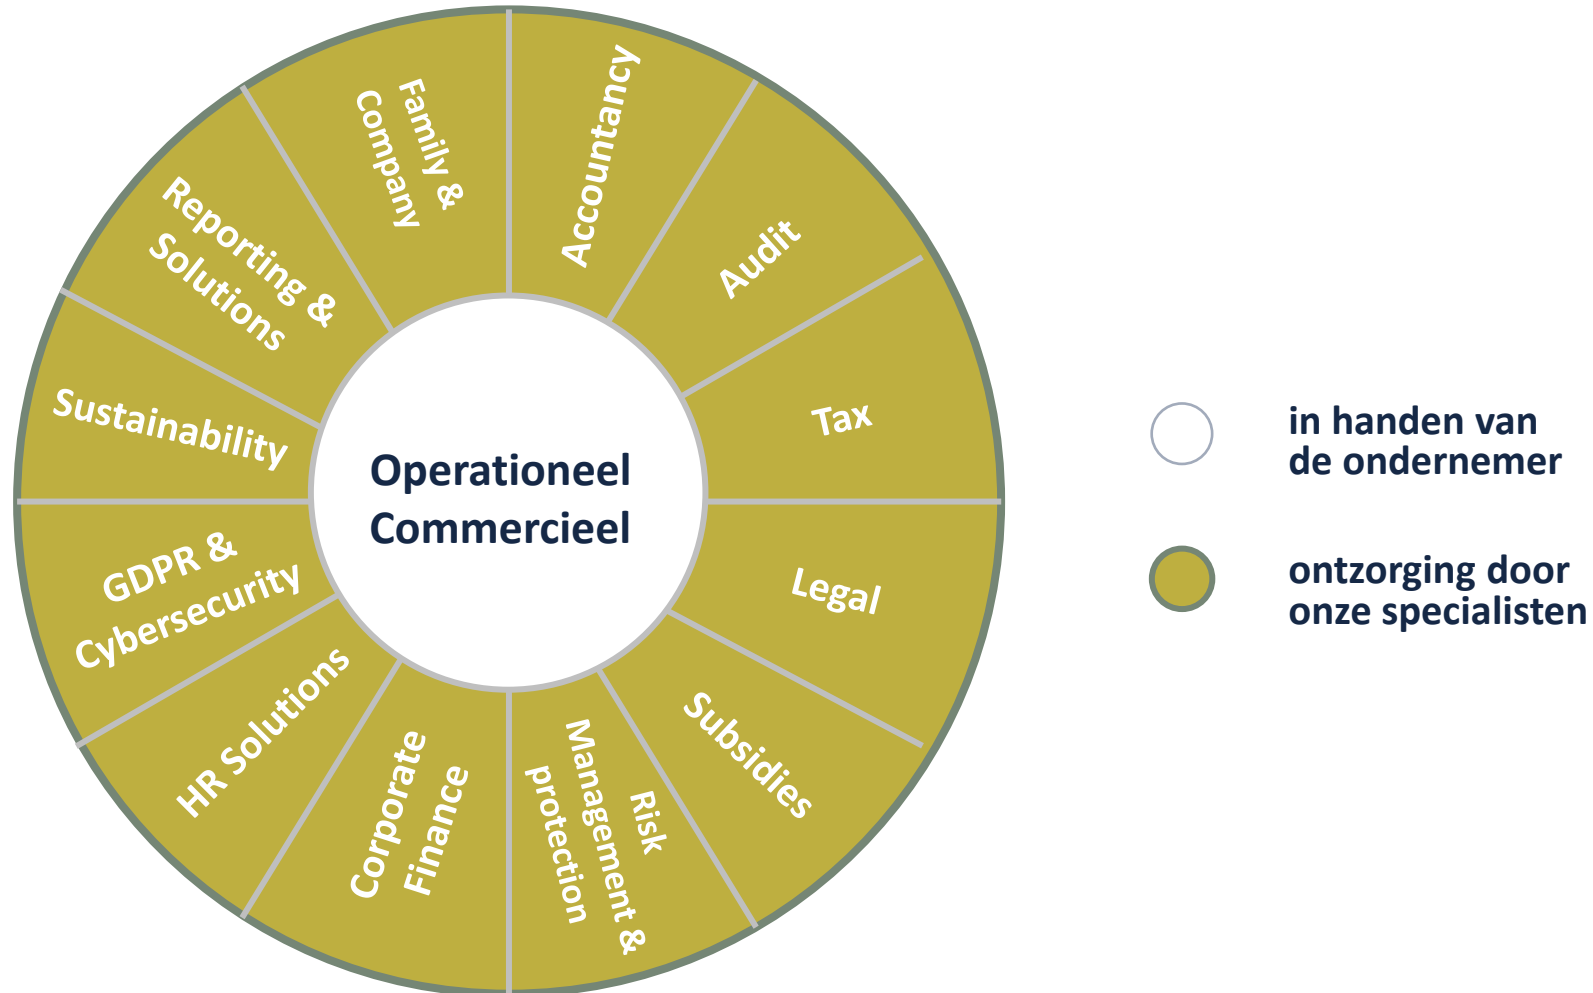 Accountancy
Audit
Tax
Legal
Subsidies
Risk
Management &
protection
Corporate
Finance
HR Solutions
GDPR &
Cybersecurity
Sustainability
Reporting &
Solutions
Family &
Company
Operationeel
Commercieel
in handen van
de ondernemer
ontzorging door
onze specialisten